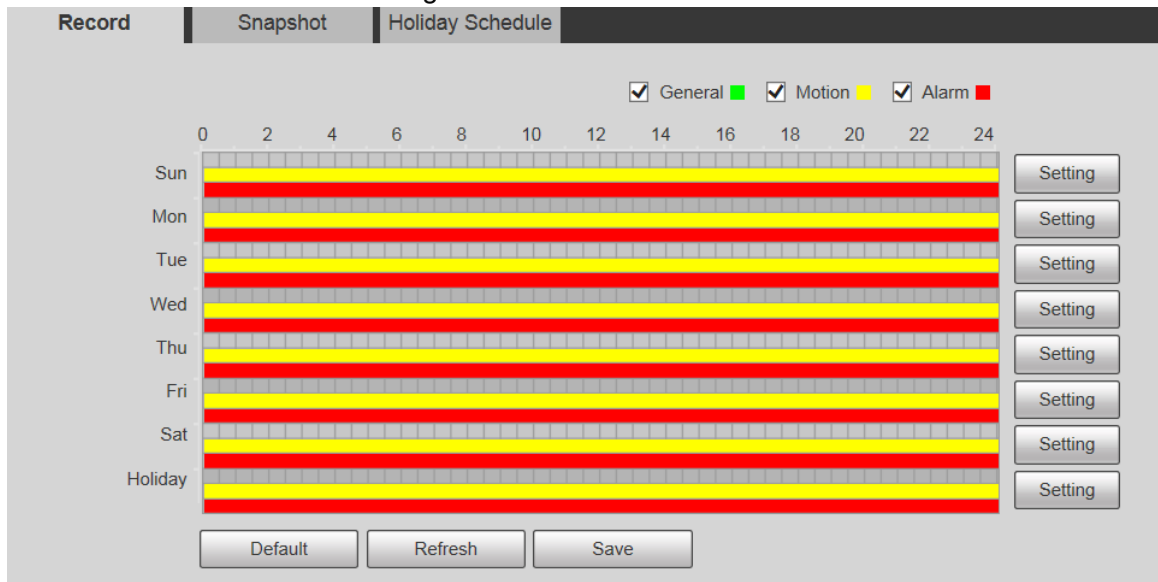 Record Snapshot Holiday Schedule
General Motion Alarm
0 2 4 6 8 10 12 14 16 18 20 22 24
Sun Setting
Mon Setting
Tue Setting
Wed Setting
Thu Setting
Fri Setting
Sat Setting
Holiday Setting
Default Refresh Save